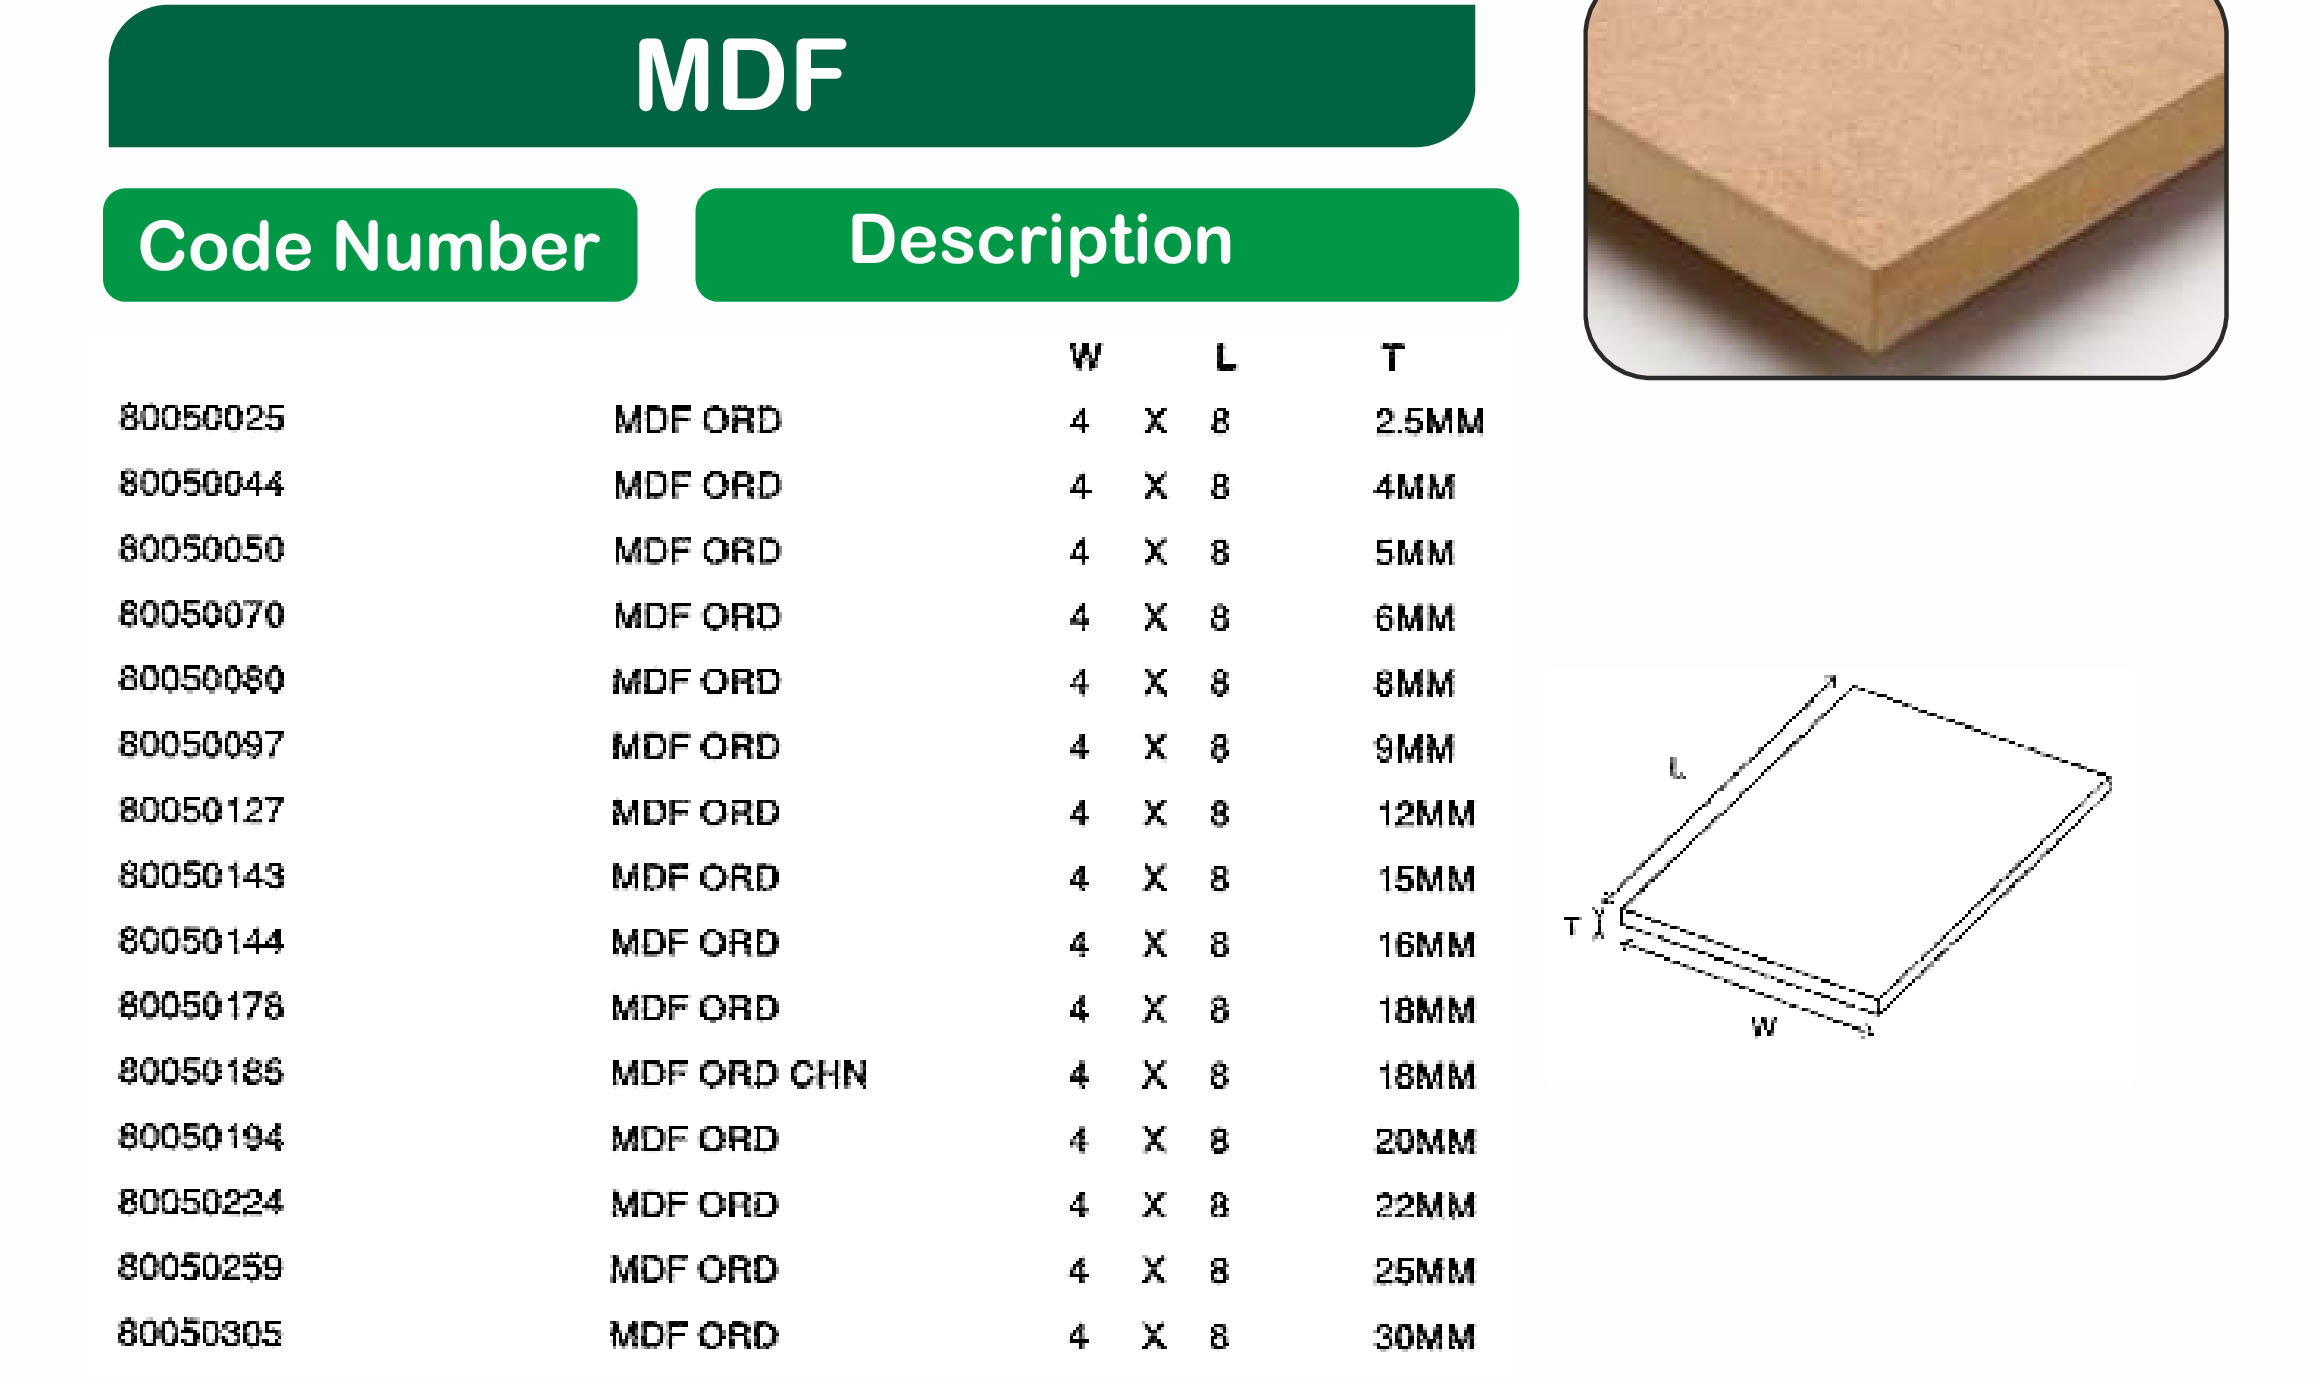 MDF
Code Number Description
W L T
80050025 MDF ORD 4 X 8 2.5MM
80050044 MDF ORD 4 X 8 4MM
80050050 MDF ORD 4 X 8 5MM
80050070 MDF ORD 4 X 8 6MM
80050080 MDF ORD 4 X 8 8MM
80050097 MDF ORD 4 X 8 9MM
80050127 MDF ORD 4 X 8 12MM
80050143 MDF ORD 4 X 8 15MM
80050144 MDF ORD 4 X 8 16MM
80050178 MDF ORD 4 X 8 18MM
80050186 MDF ORD CHN 4 X 8 18MM
80050194 MDF ORD 4 X 8 20MM
80050224 MDF ORD 4 X 8 22MM
80050259 MDF ORD 4 X 8 25MM
80050305 MDF ORD 4 X 8 30MM
L
T
W